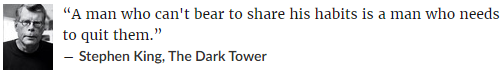 “A man who can't bear to share his habits is a man who needs
to quit them.”
— Stephen King, The Dark Tower